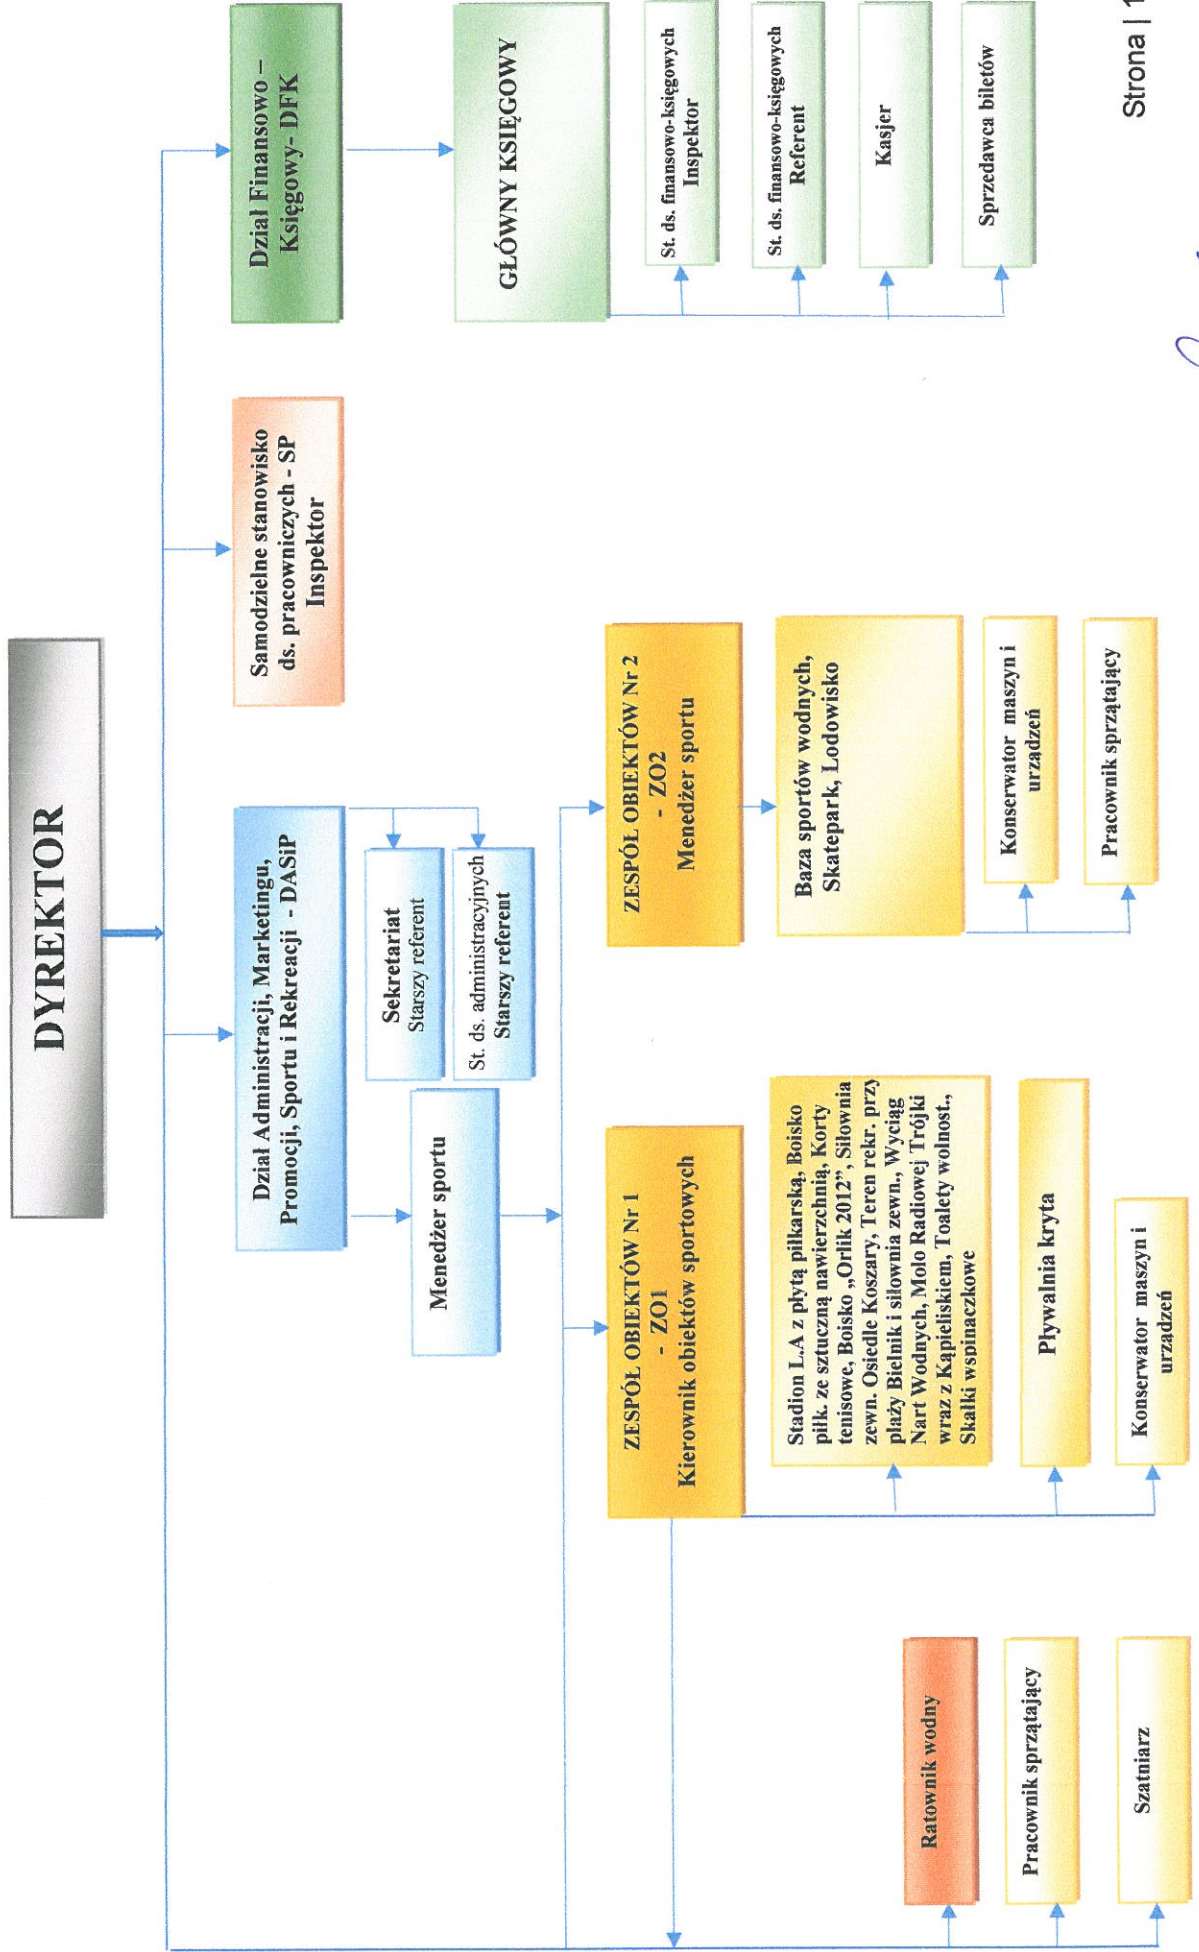 DYREKTOR
Dział Administracji, Marketingu,
Promocji, Sportu i Rekreacji - DASiP
Samodzielne stanowisko
ds. pracowniczych - SP
Inspektor
Dział Finansowo –
Księgowy- DFK
Sekretariat
Starszy referent
St. ds. administracyjnych
Starszy referent
Menedżer sportu
GŁÓWNY KSIĘGOWY
St. ds. finansowo-księgowych
Inspektor
St. ds. finansowo-księgowych
Referent
Kasjer
Sprzedawca biletów
ZESPÓŁ OBIEKTÓW Nr 1
- ZO1
Kierownik obiektów sportowych
ZESPÓŁ OBIEKTÓW Nr 2
- ZO2
Menedżer sportu
Stadion L.A z płytą piłkarską, Boisko
piłk. ze sztuczną nawierzchnią, Korty
tenisowe, Boisko „Orlik 2012”, Siłownia
zewn. Osiedle Koszary, Teren rekr. przy
plaży Bielnik i siłownia zewn., Wyciąg
Nart Wodnych, Molo Radiowej Trójki
wraz z Kąpieliskiem, Toalety wolnost.,
Skałki wspinaczkowe
Baza sportów wodnych,
Skatepark, Lodowisko
Pływalnia kryta
Konserwator maszyn i
urządzeń
Konserwator maszyn i
urządzeń
Pracownik sprzątający
Ratownik wodny
Pracownik sprzątający
Szatniarz
Strona | 1